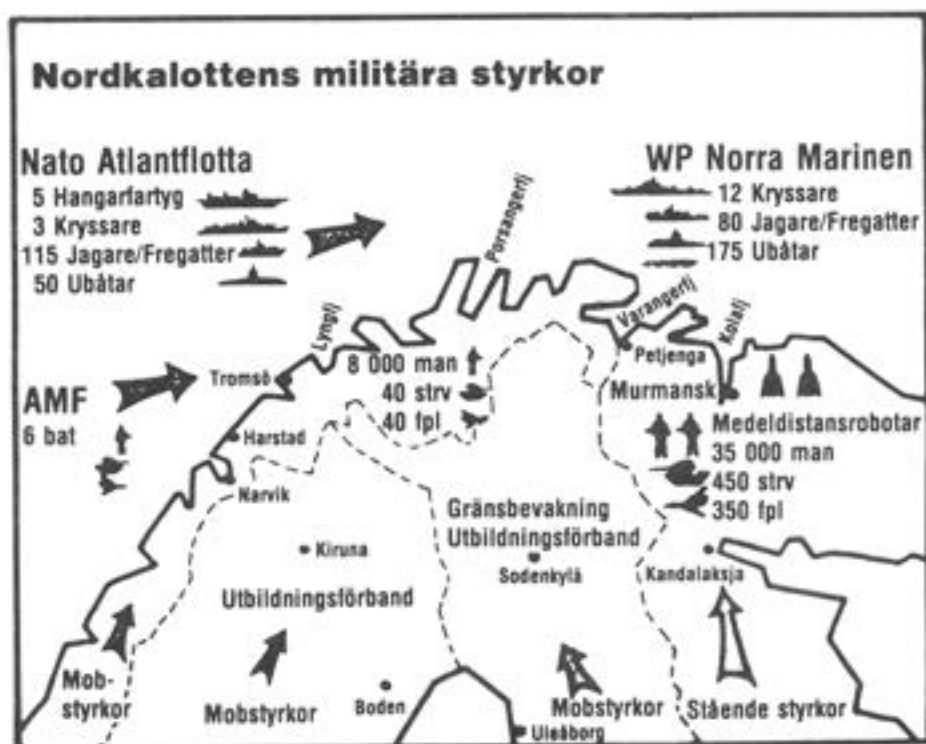 Nordkalottens militära styrkor
Nato Atlantflotta
5 Hangarfartyg
3 Kryssare
115 Jagare/Fregatter
50 Ubåtar
WP Norra Marinen
12 Kryssare
80 Jagare/Fregatter
175 Ubåtar
Porsangerfj
Lynpfj
Varangerfj
Kolafj
Petjenga
Murmansk
AMF
6 bat
Tromsö
8 000 man
40 strv
40 fpl
Harstad
Narvik
Medeldistansrobotar
35 000 man
450 strv
350 fpl
Gränsbevakning
Utbildningsförband
Kiruna
Sodenkylä
Kandalaksja
Utbildningsförband
Mob-
styrkor
Mobstyrkor
Boden
Mobstyrkor
Stående styrkor
Uleåborg